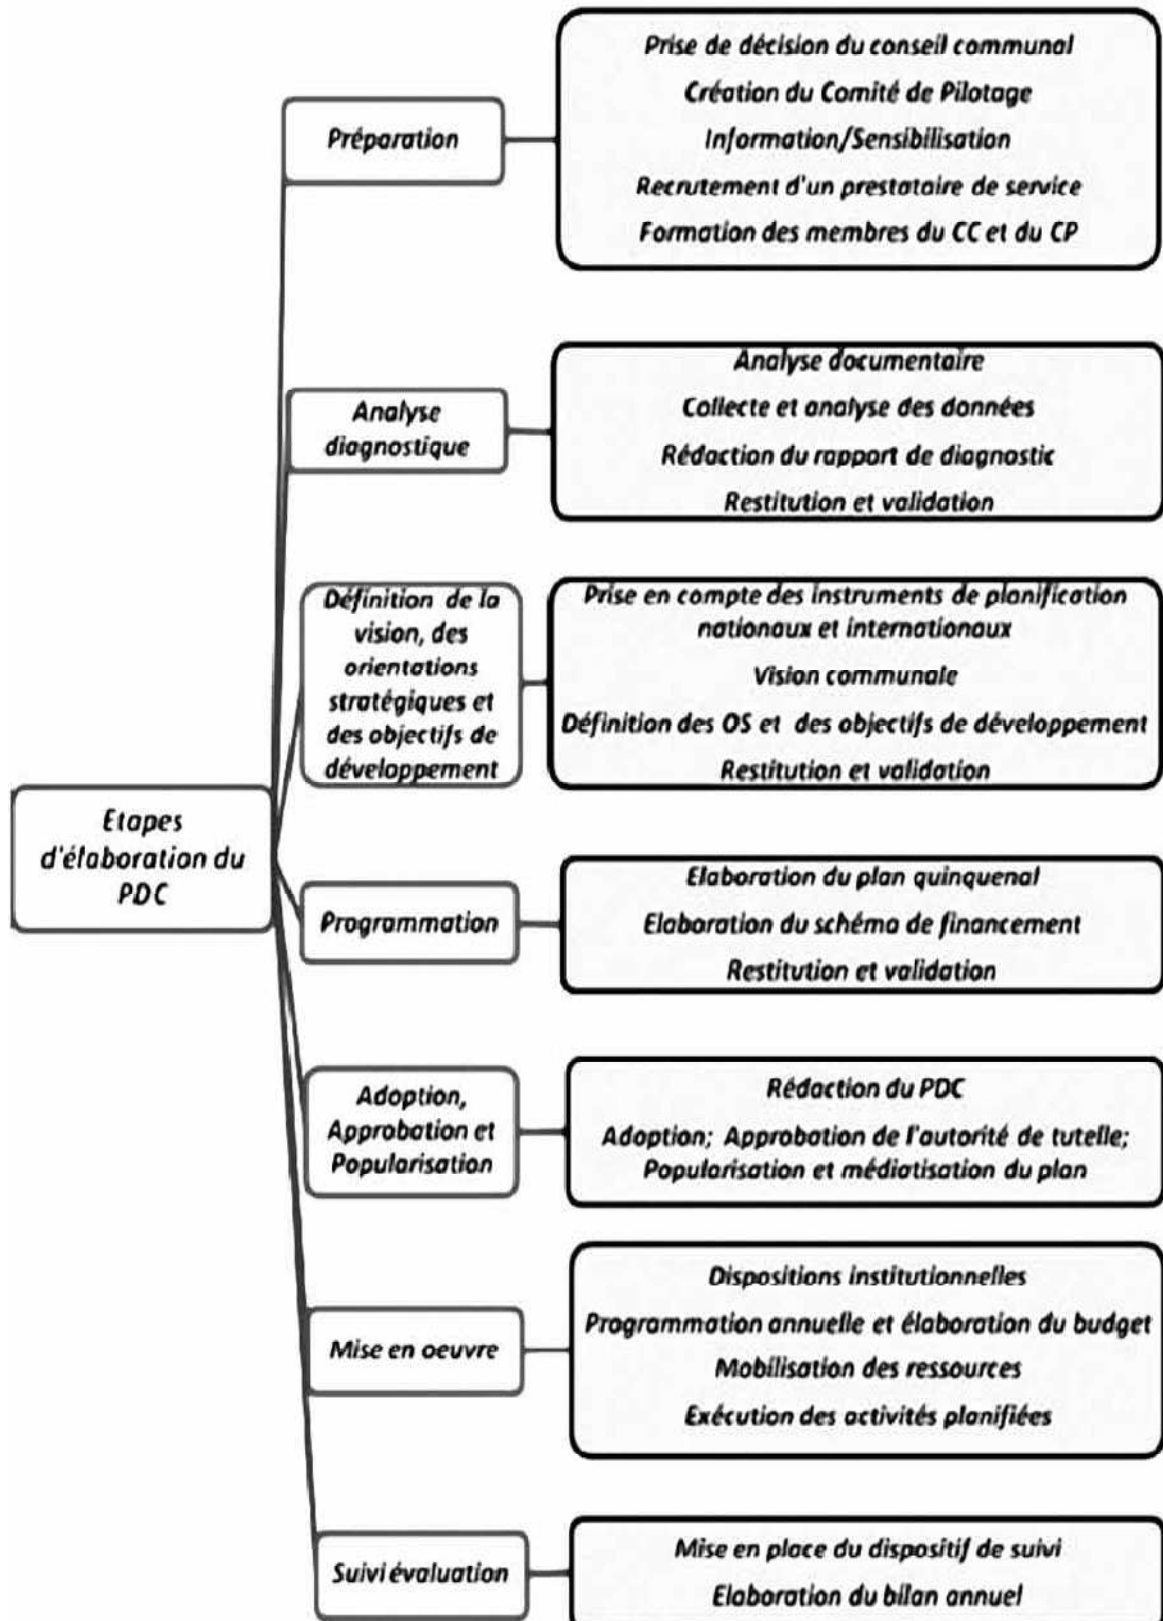 Etapes
d'élaboration du
PDC
Préparation
Prise de décision du conseil communal
Création du Comité de Pilotage
Information/Sensibilisation
Recrutement d'un prestataire de service
Formation des membres du CC et du CP
Analyse
diagnostique
Analyse documentaire
Collecte et analyse des données
Rédaction du rapport de diagnostic
Restitution et validation
Définition de la
vision, des
orientations
stratégiques et
des objectifs de
développement
Prise en compte des instruments de planification
nationaux et internationaux
Vision communale
Définition des OS et des objectifs de développement
Restitution et validation
Programmation
Elaboration du plan quinquenal
Elaboration du schéma de financement
Restitution et validation
Adoption,
Approbation et
Popularisation
Rédaction du PDC
Adoption; Approbation de l'autorité de tutelle;
Popularisation et médiatisation du plan
Mise en oeuvre
Dispositions institutionnelles
Programmation annuelle et élaboration du budget
Mobilisation des ressources
Exécution des activités planifiées
Suivi évaluation
Mise en place du dispositif de suivi
Elaboration du bilan annuel